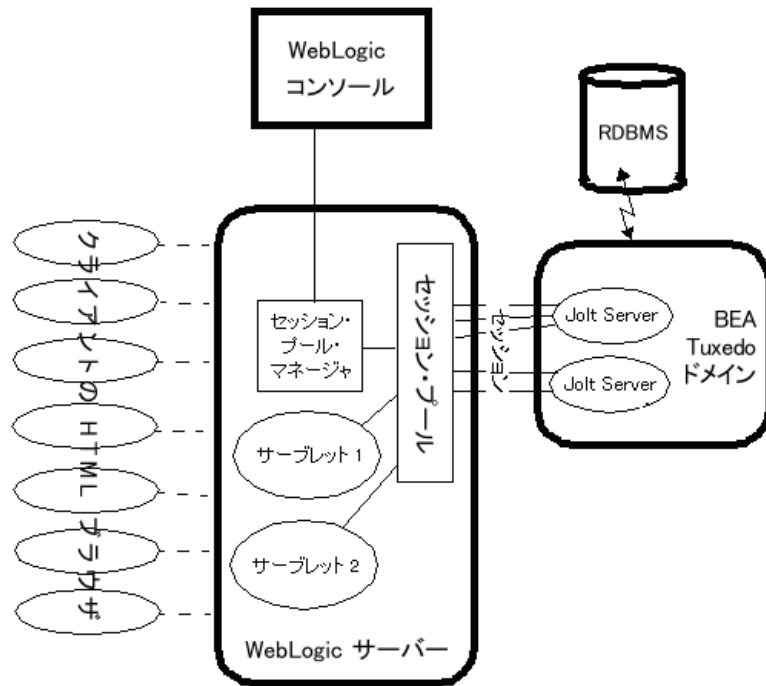 WebLogic
コンソール
RDBMS
クライアントの HTML ブラウザ
セッション・
プール・
マネージャ
セッション・プール
セッション
Jolt Server
Jolt Server
BEA
Tuxedo
ドメイン
サーブレット 1
サーブレット 2
WebLogic サーバー